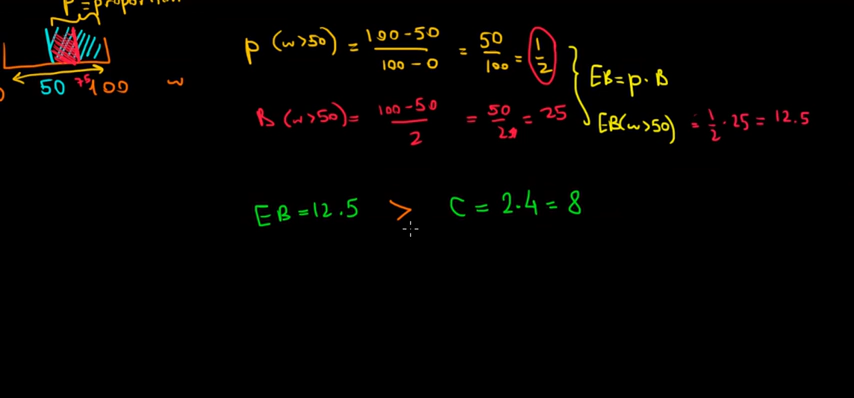 P = proportion
p (w>50) = 100-50 / 100-0 = 50/100 = 1/2
EB = p · B
50 75 100 w
B (w>50) = 100-50 / 2 = 50/2 = 25
EB(w>50) = 1/2 · 25 = 12.5
EB = 12.5 > C = 2·4 = 8